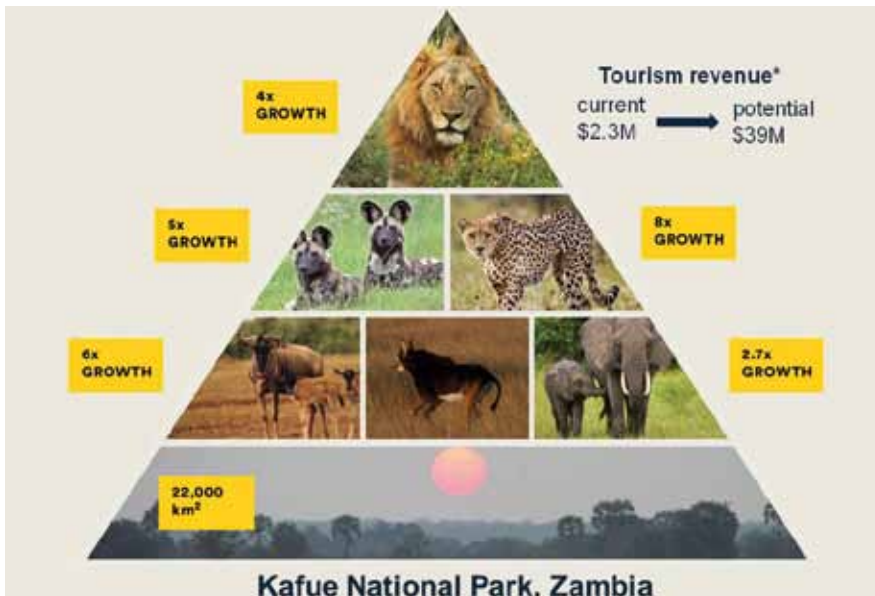 4x
GROWTH
Tourism revenue*
current
$2.3M
potential
$39M
5x
GROWTH
8x
GROWTH
6x
GROWTH
2.7x
GROWTH
22,000
km²
Kafue National Park, Zambia